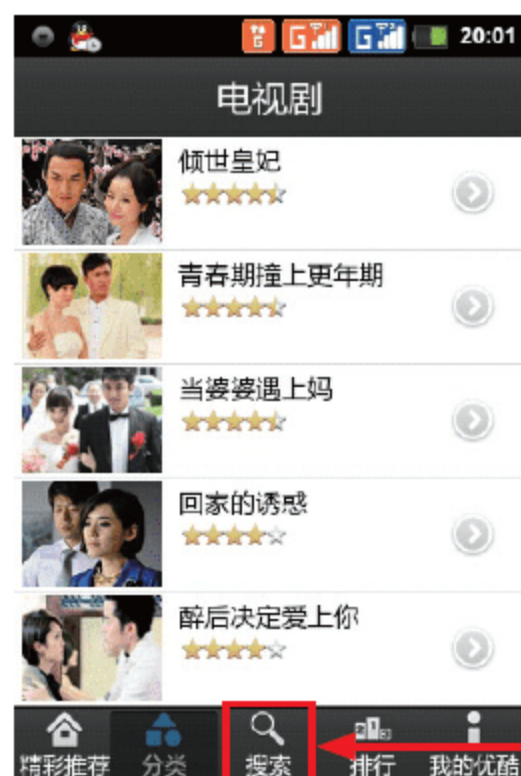 20:01
电视剧
倾世皇妃
青春期撞上更年期
当婆婆遇上妈
回家的诱惑
醉后决定爱上你
精彩推荐 分类 搜索 排行 我的优酷